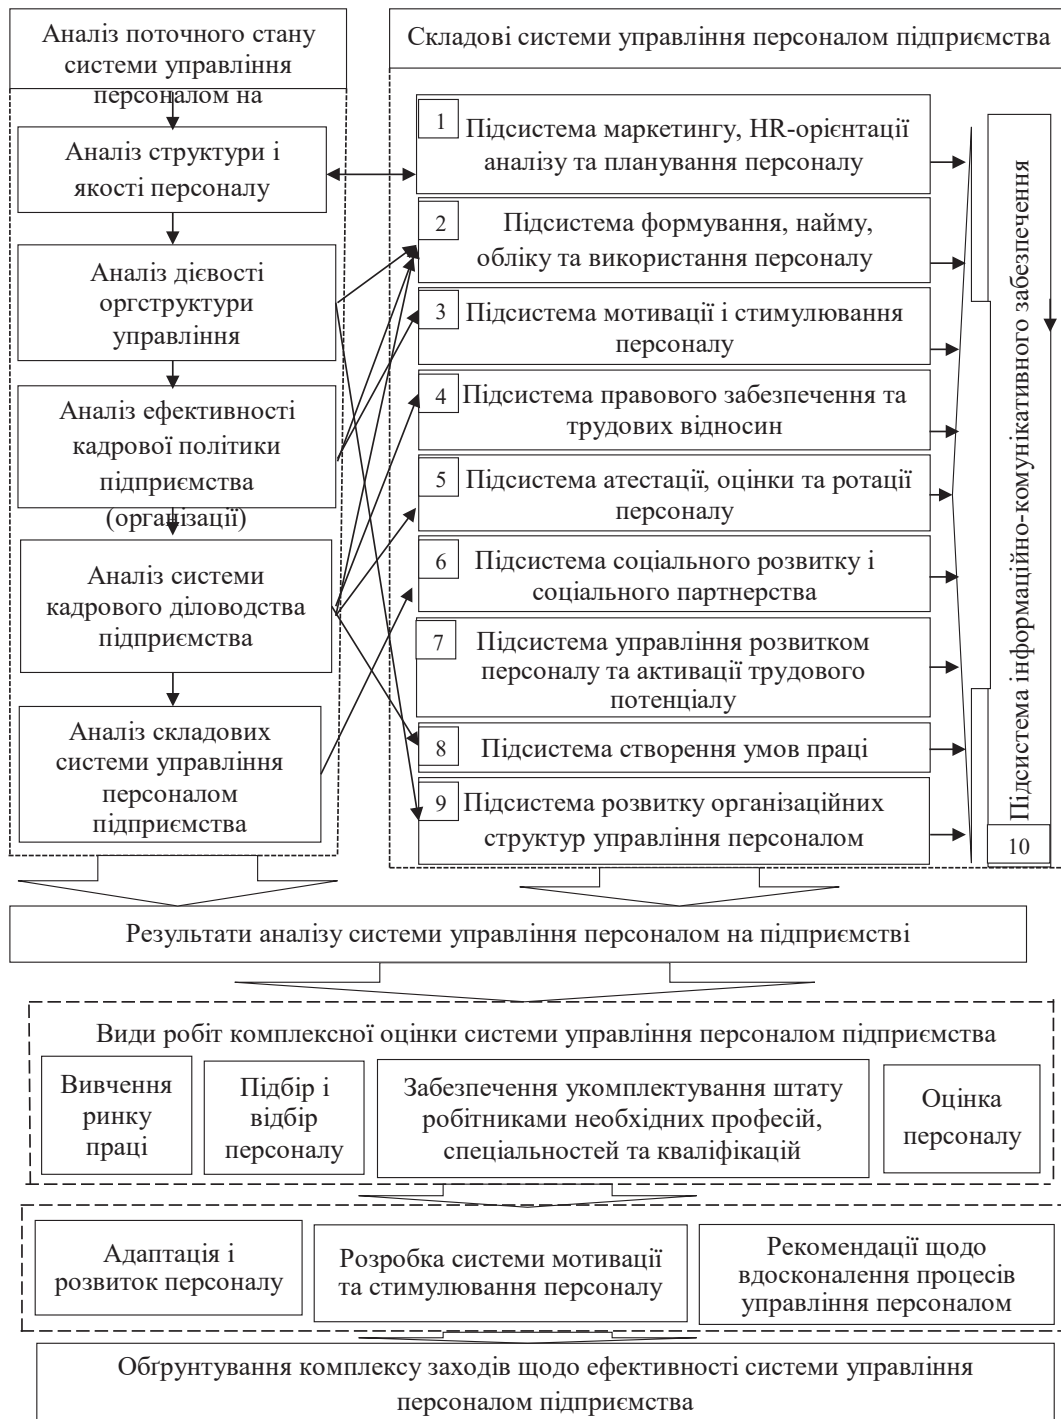 Аналіз поточного стану
системи управління
персоналом на
Аналіз структури і
якості персоналу
Аналіз дієвості
оргструктури
управління
Аналіз ефективності
кадрової політики
підприємства
(організації)
Аналіз системи
кадрового діловодства
підприємства
Аналіз складових
системи управління
персоналом
підприємства
Складові системи управління персоналом підприємства
1
Підсистема маркетингу, HR-орієнтації
аналізу та планування персоналу
2
Підсистема формування, найму,
обліку та використання персоналу
3
Підсистема мотивації і стимулювання
персоналу
4
Підсистема правового забезпечення та
трудових відносин
5
Підсистема атестації, оцінки та ротації
персоналу
6
Підсистема соціального розвитку і
соціального партнерства
7
Підсистема управління розвитком
персоналу та активації трудового
потенціалу
8
Підсистема створення умов праці
9
Підсистема розвитку організаційних
структур управління персоналом
Підсистема інформаційно-комунікативного забезпечення
10
Результати аналізу системи управління персоналом на підприємстві
Види робіт комплексної оцінки системи управління персоналом підприємства
Вивчення
ринку
праці
Підбір і
відбір
персоналу
Забезпечення укомплектування штату
робітниками необхідних професій,
спеціальностей та кваліфікацій
Оцінка
персоналу
Адаптація і
розвиток персоналу
Розробка системи мотивації
та стимулювання персоналу
Рекомендації щодо
вдосконалення процесів
управління персоналом
Обґрунтування комплексу заходів щодо ефективності системи управління
персоналом підприємства